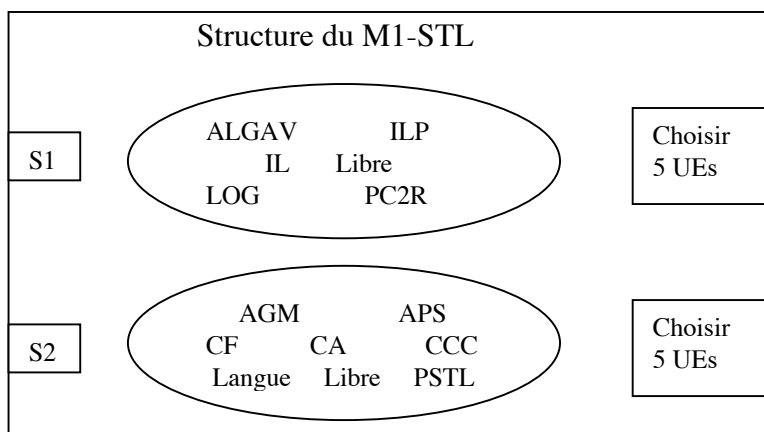 Structure du M1-STL
S1
ALGAV ILP
IL Libre
LOG PC2R
Choisir
5 UEs
S2
AGM APS
CF CA CCC
Langue Libre PSTL
Choisir
5 UEs